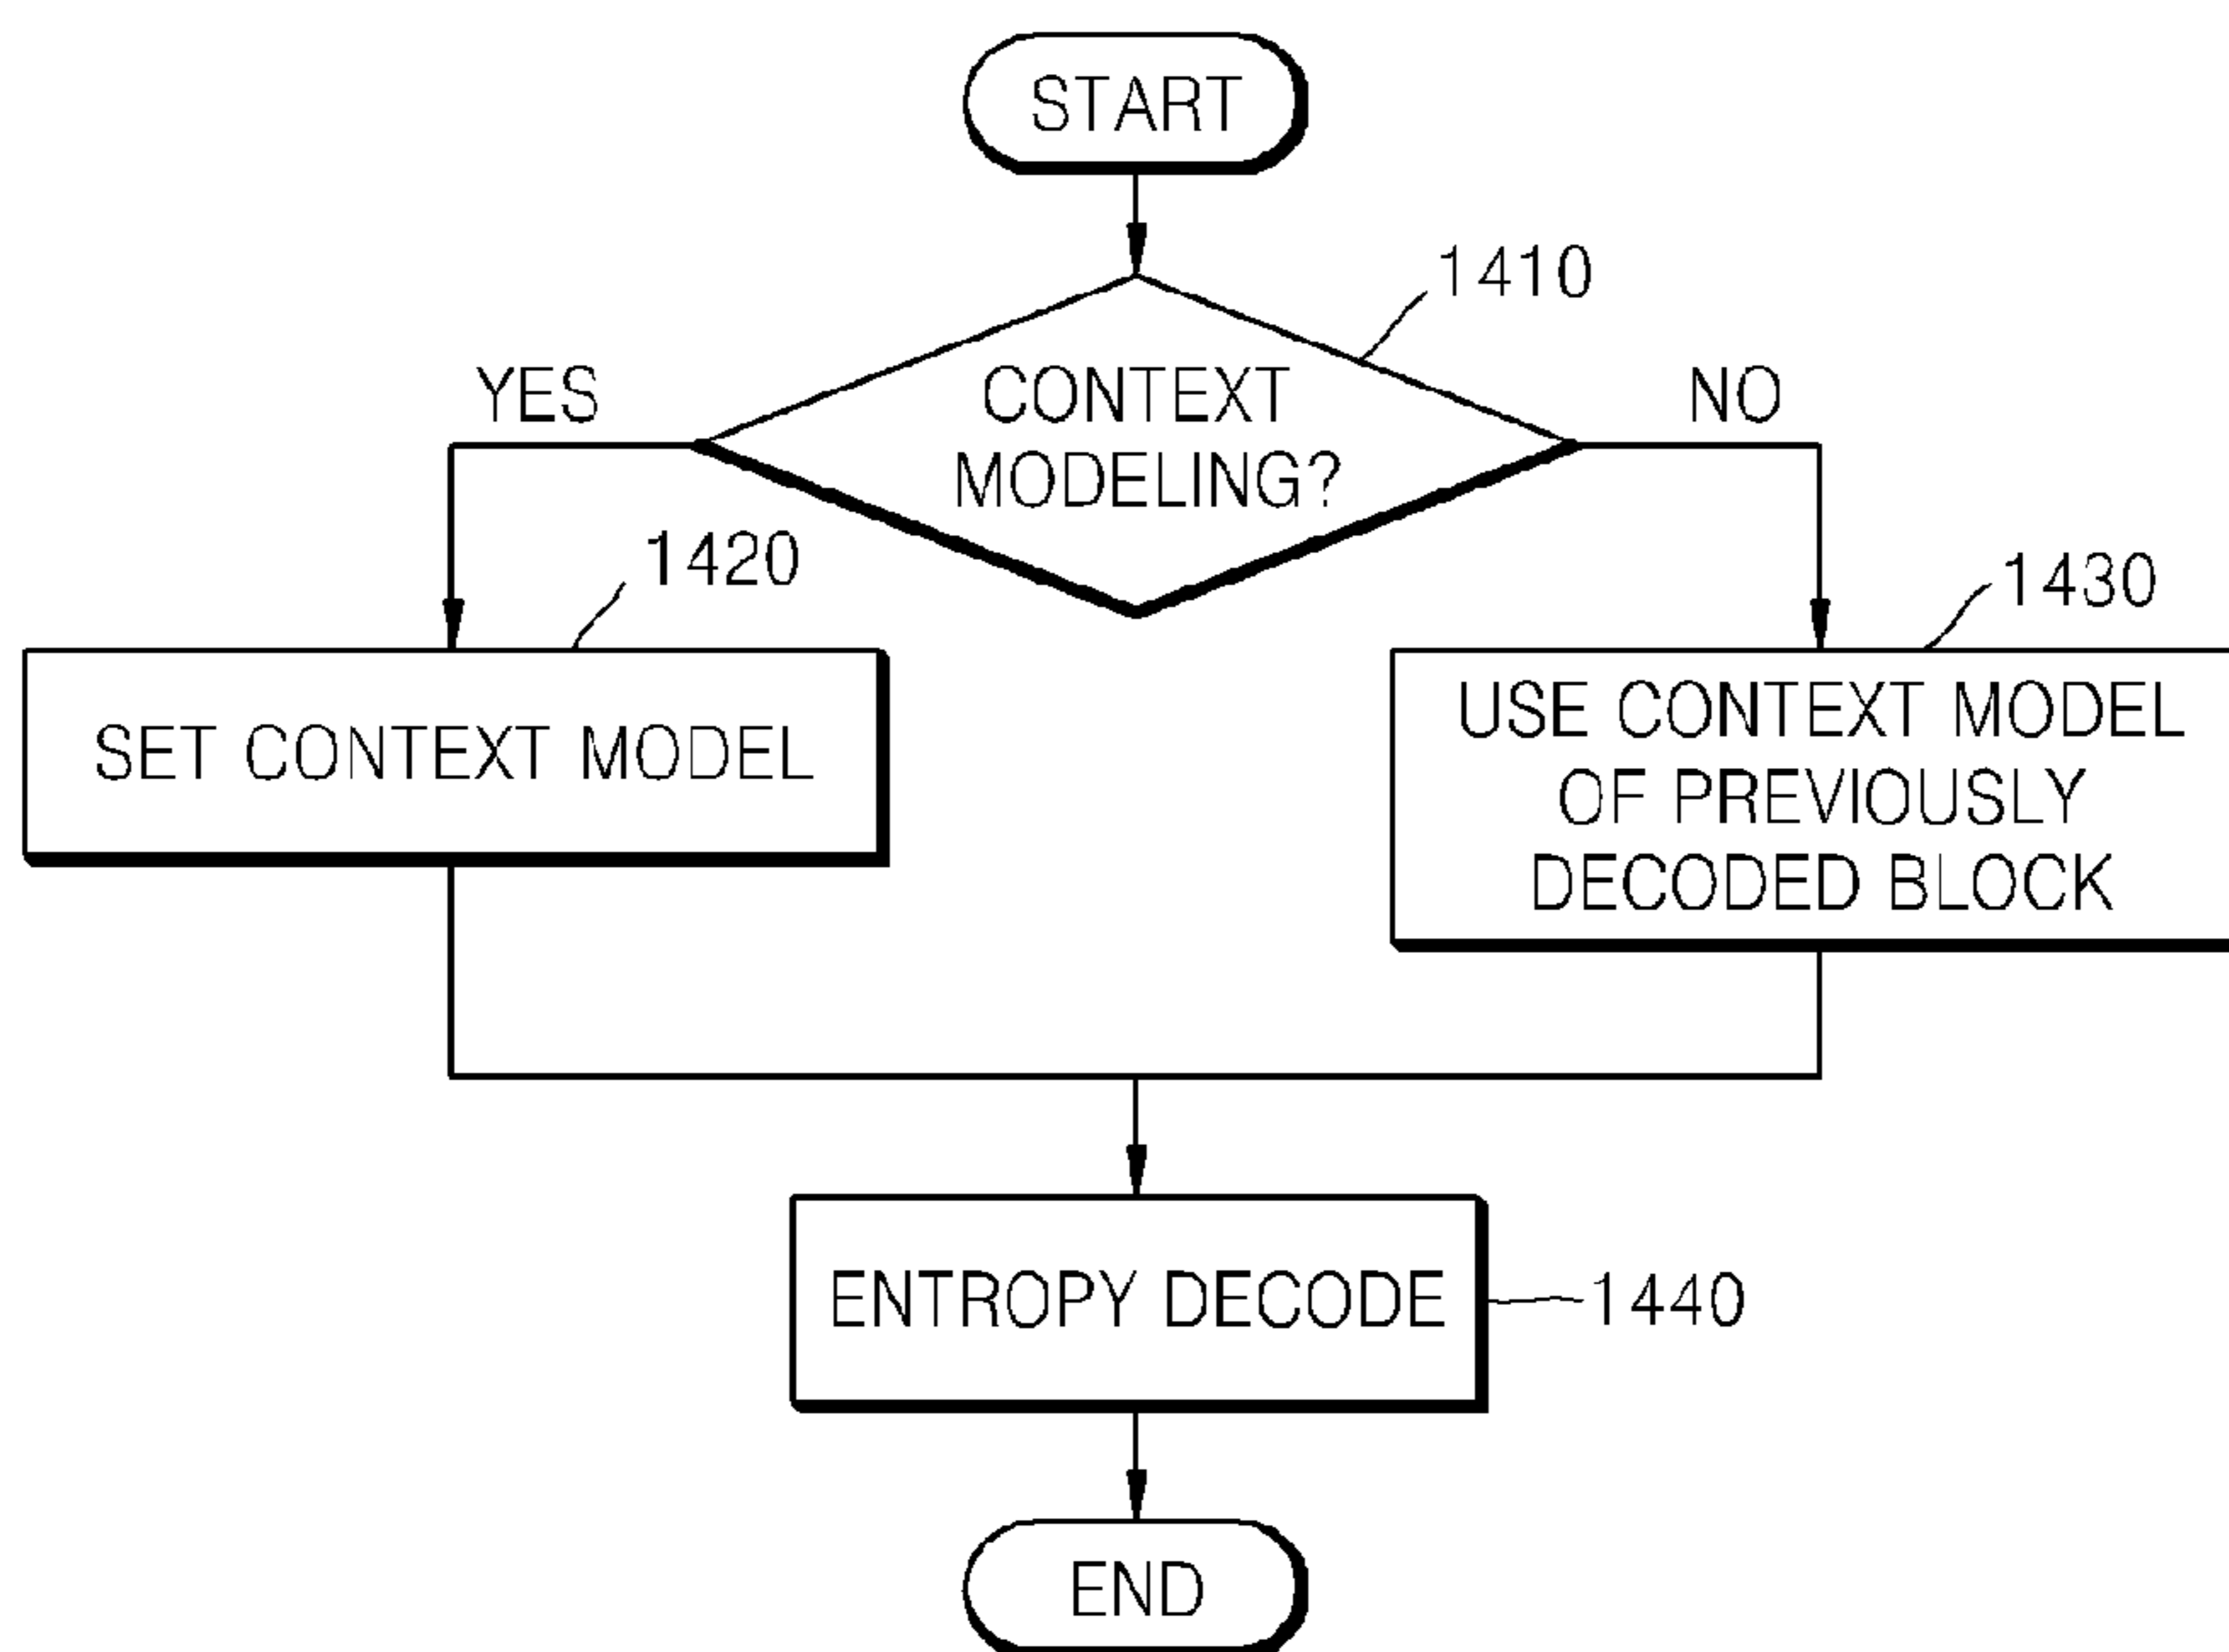 START
1410
YES
CONTEXT
MODELING?
NO
1420
1430
SET CONTEXT MODEL
USE CONTEXT MODEL
OF PREVIOUSLY
DECODED BLOCK
ENTROPY DECODE
1440
END